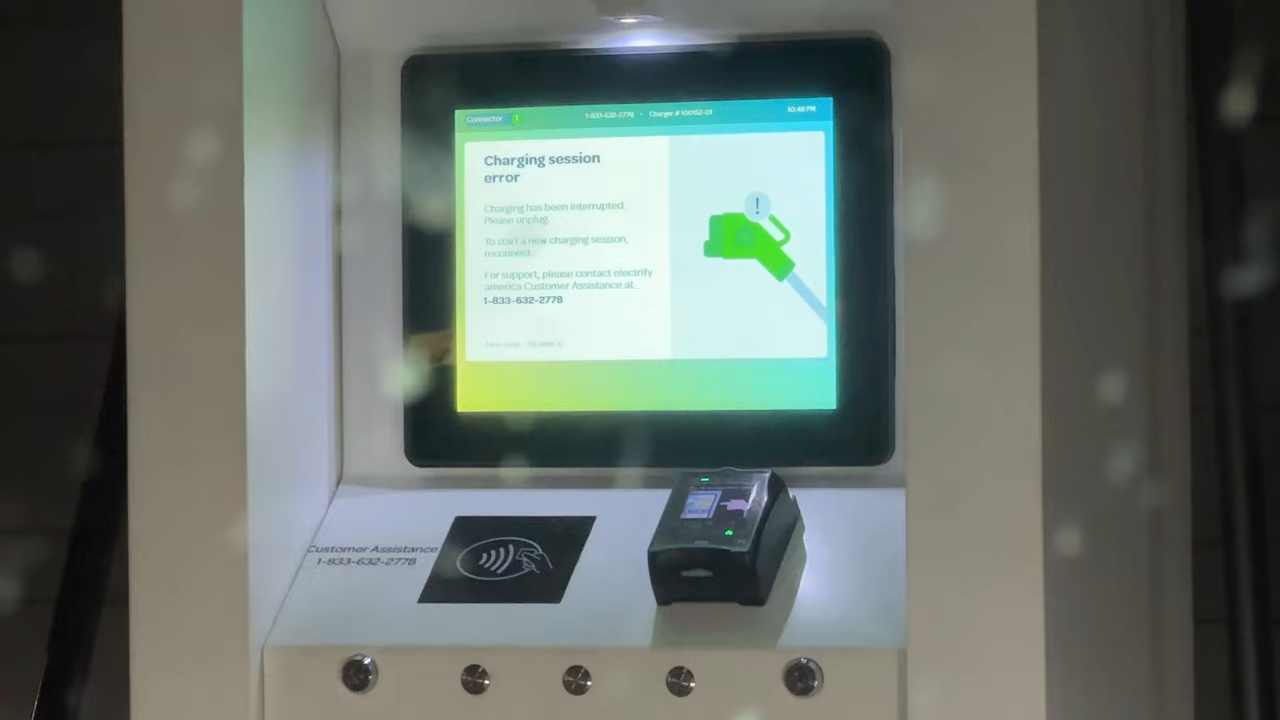 Connector 1
1-833-632-2778 - Charger #100152-01
10:48 PM
Charging session
error
Charging has been interrupted.
Please unplug.
To start a new charging session,
reconnect.
For support, please contact electrify
america Customer Assistance at
1-833-632-2778
!
Customer Assistance
1-833-632-2778